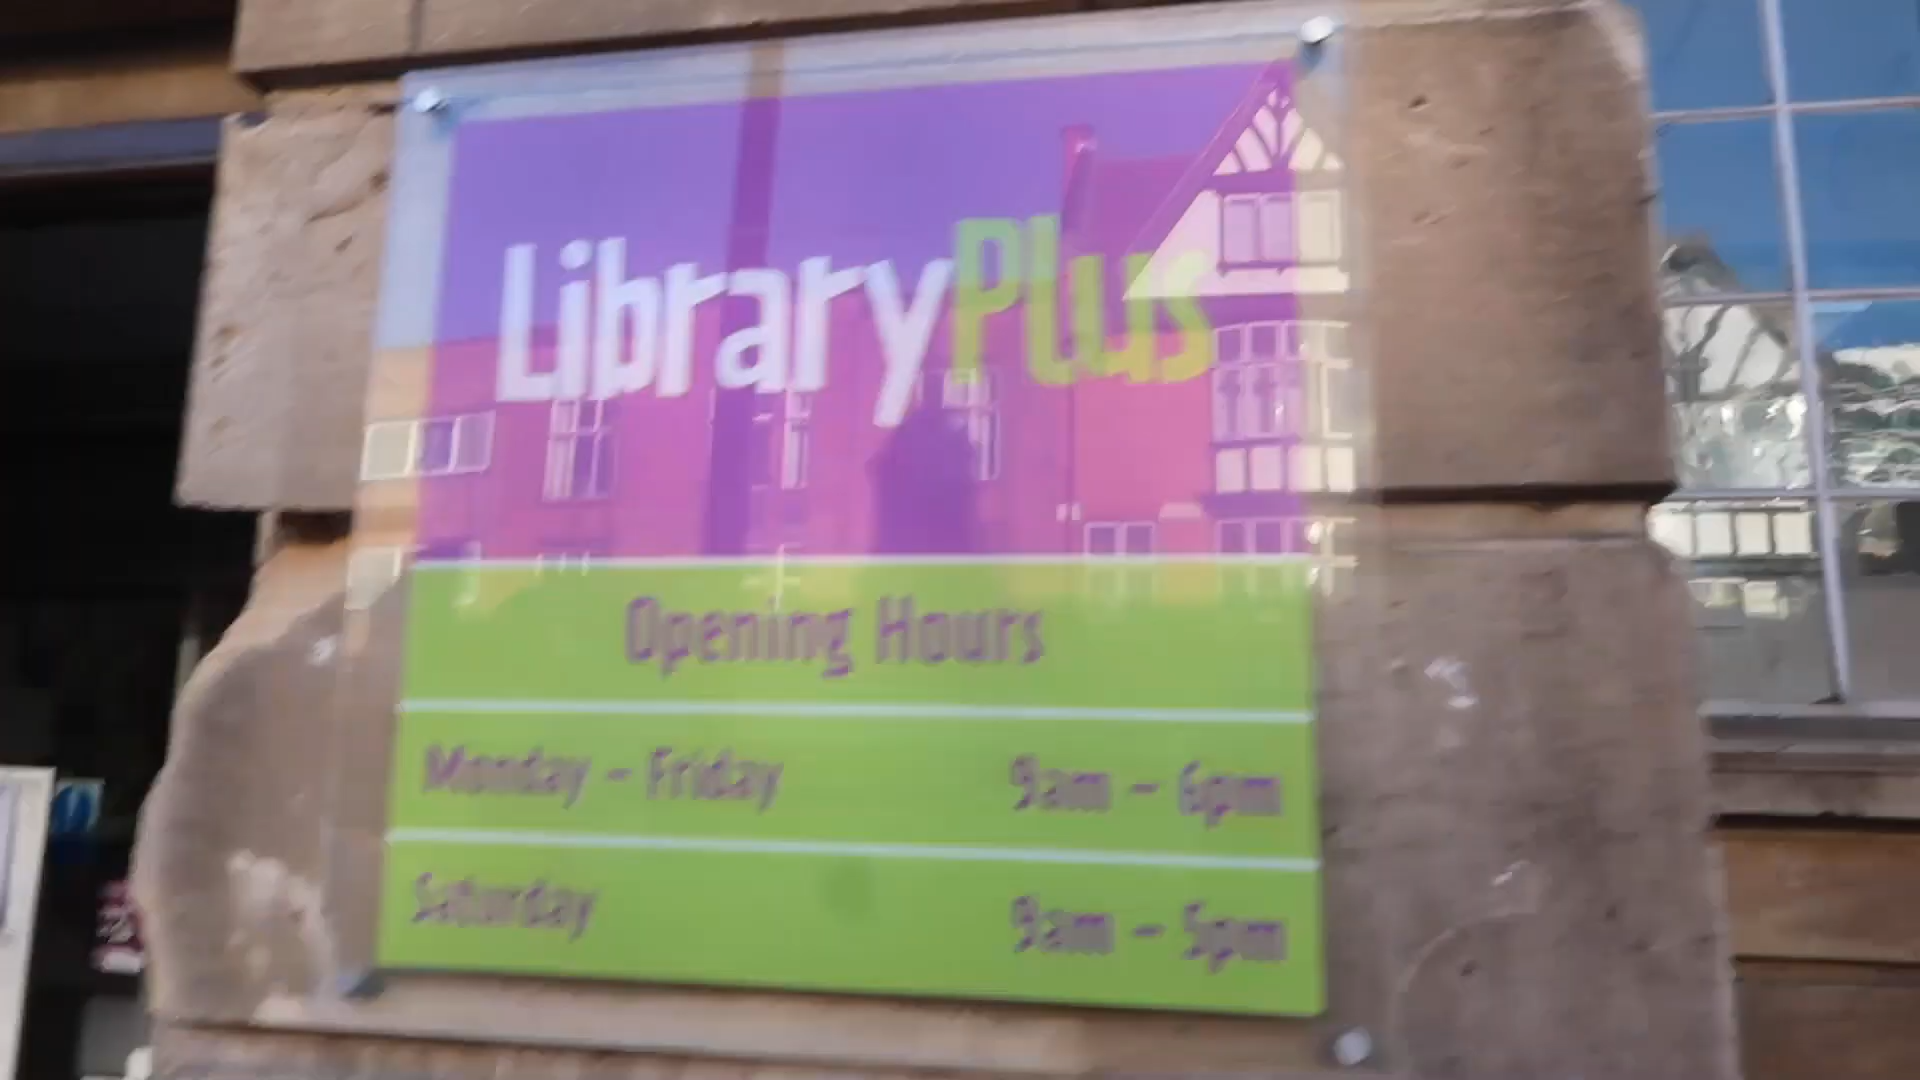 LibraryPlus
Opening Hours
Monday – Friday 9am – 6pm
Saturday 9am – 5pm